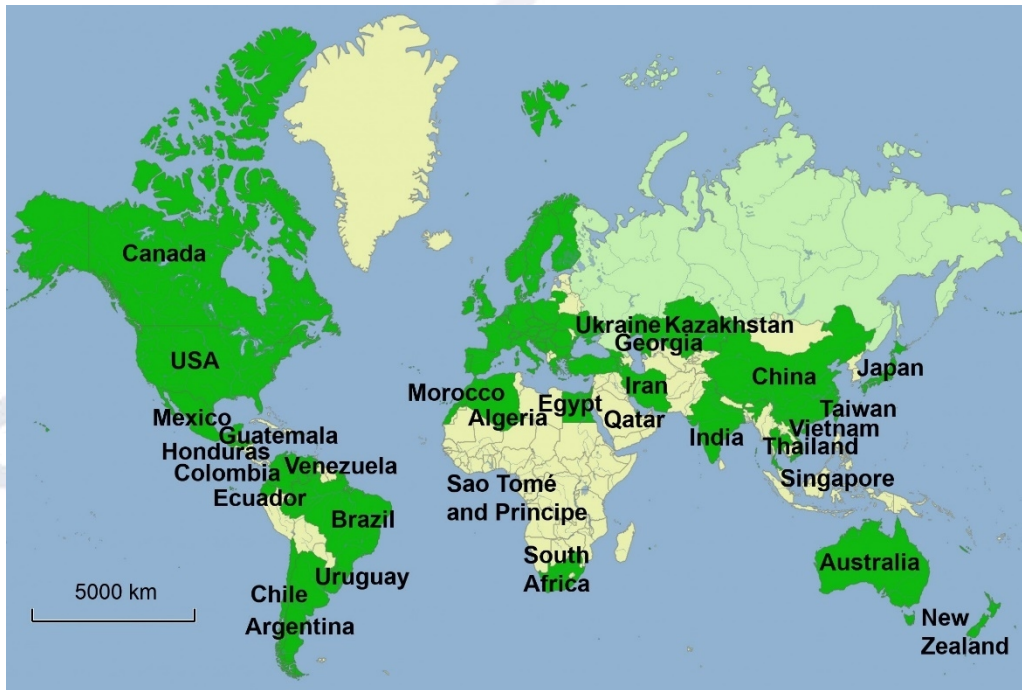 Canada
USA
Mexico
Guatemala
Honduras
Colombia
Venezuela
Ecuador
Brazil
Uruguay
Chile
Argentina
5000 km
Ukraine
Kazakhstan
Georgia
Morocco
Algeria
Egypt
Iran
Qatar
China
Japan
India
Taiwan
Vietnam
Thailand
Singapore
Sao Tomé
and Principe
South
Africa
Australia
New
Zealand